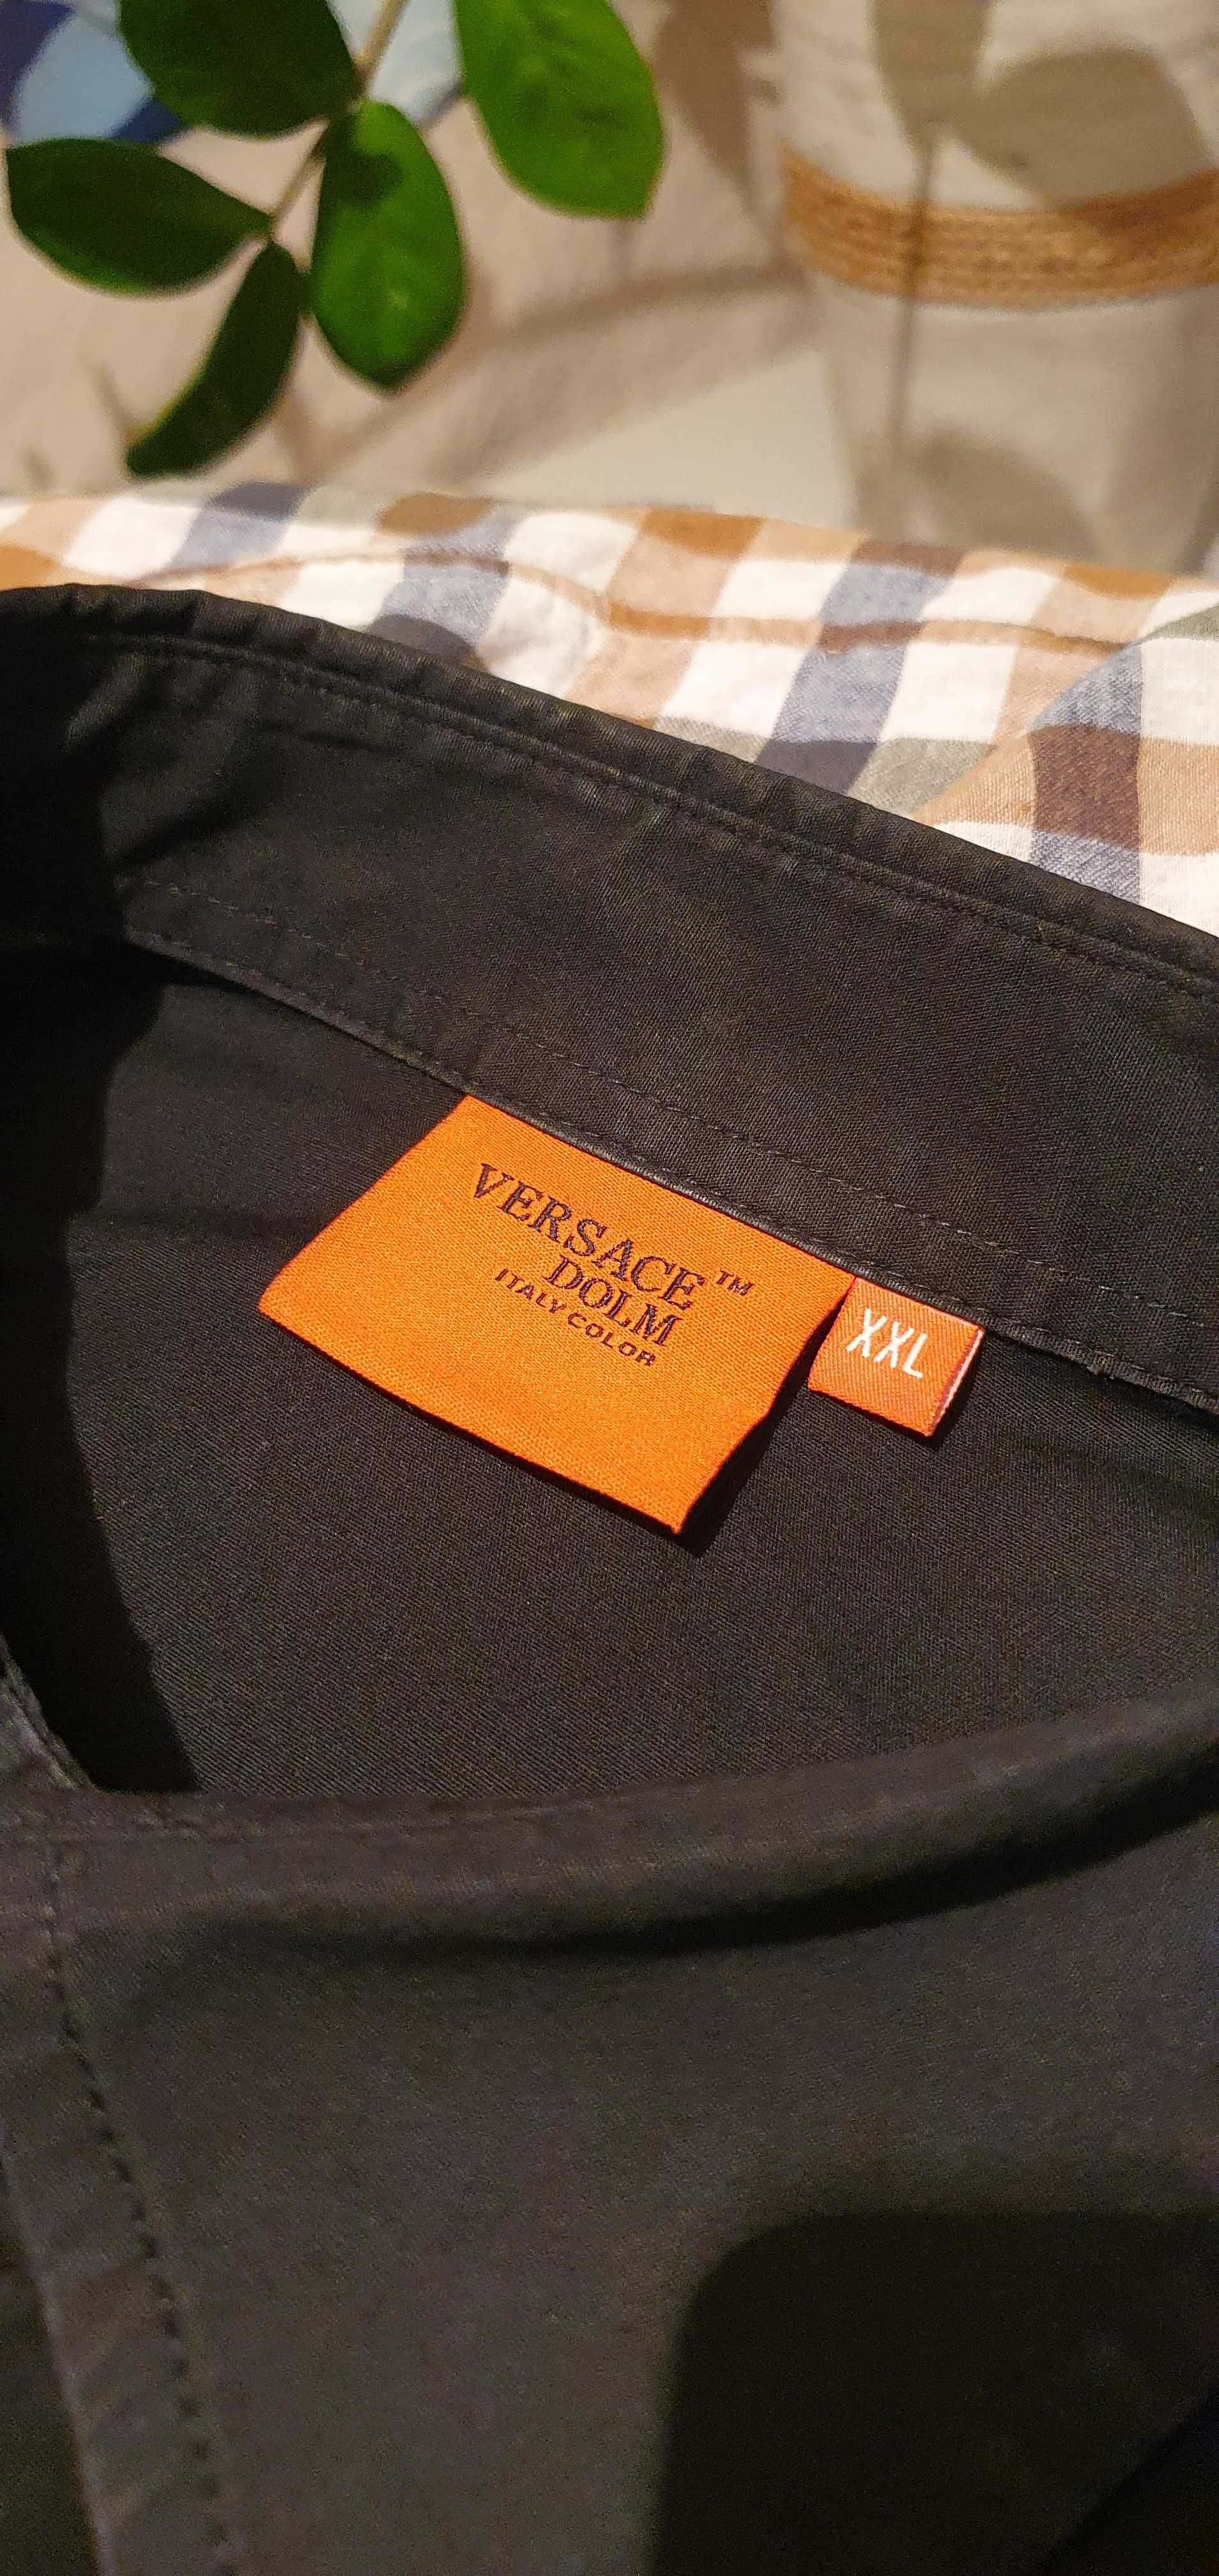 VERSACE™
DOLM
ITALY COLOR
XXL